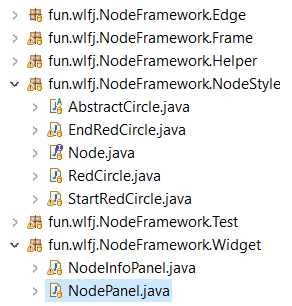 fun.wlfj.NodeFramework.Edge
fun.wlfj.NodeFramework.Frame
fun.wlfj.NodeFramework.Helper
fun.wlfj.NodeFramework.NodeStyle
AbstractCircle.java
EndRedCircle.java
Node.java
RedCircle.java
StartRedCircle.java
fun.wlfj.NodeFramework.Test
fun.wlfj.NodeFramework.Widget
NodeInfoPanel.java
NodePanel.java